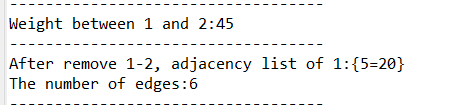 ------------------------------------
Weight between 1 and 2:45
------------------------------------
After remove 1-2, adjacency list of 1:{5=20}
The number of edges:6
------------------------------------